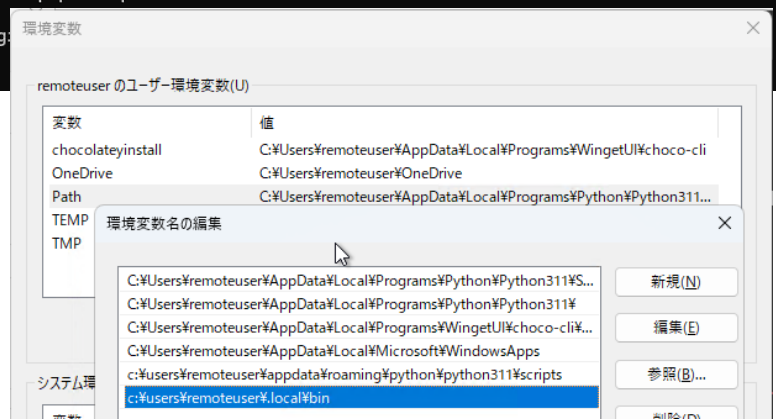 環境変数
remoteuser のユーザー環境変数(U)
変数 値
chocolateyinstall C:¥Users¥remoteuser¥AppData¥Local¥Programs¥WingetUI¥choco-cli
OneDrive C:¥Users¥remoteuser¥OneDrive
Path C:¥Users¥remoteuser¥AppData¥Local¥Programs¥Python¥Python311...
TEMP
TMP
環境変数名の編集
C:¥Users¥remoteuser¥AppData¥Local¥Programs¥Python¥Python311¥S...
C:¥Users¥remoteuser¥AppData¥Local¥Programs¥Python¥Python311¥
C:¥Users¥remoteuser¥AppData¥Local¥Programs¥WingetUI¥choco-cli¥...
C:¥Users¥remoteuser¥AppData¥Local¥Microsoft¥WindowsApps
c:¥users¥remoteuser¥appdata¥roaming¥python¥python311¥scripts
c:¥users¥remoteuser¥.local¥bin
新規(N)
編集(E)
参照(B)...
システム環